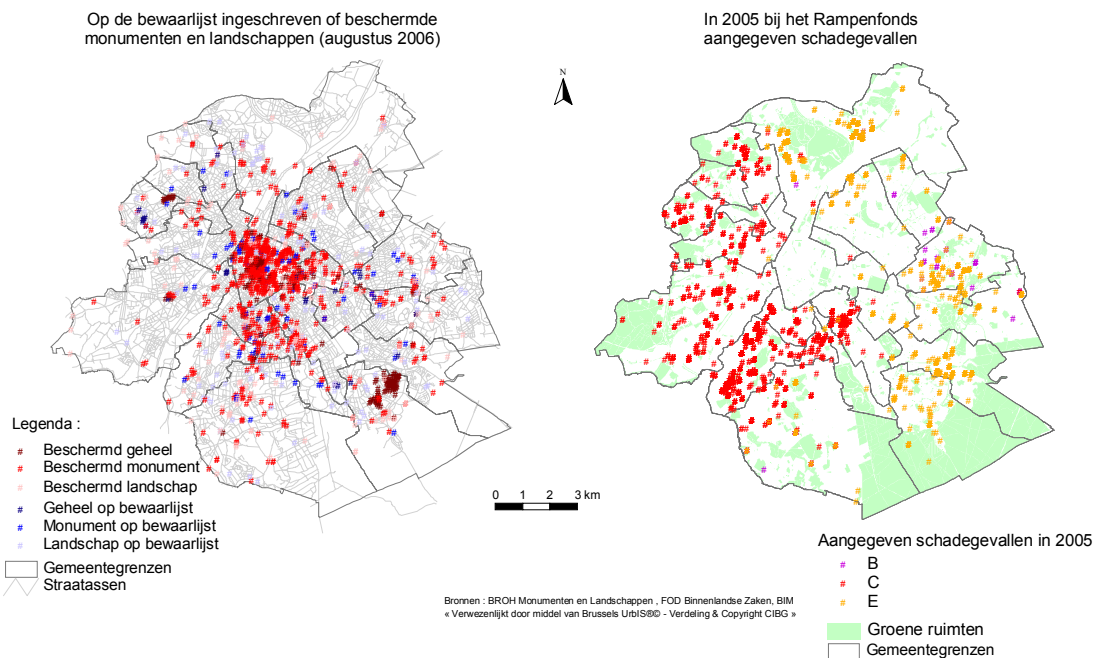 Op de bewaarlijst ingeschreven of beschermde
monumenten en landschappen (augustus 2006)
In 2005 bij het Rampenfonds
aangegeven schadegevallen
N
Legenda :
# Beschermd geheel
# Beschermd monument
# Beschermd landschap
# Geheel op bewaarlijst
# Monument op bewaarlijst
# Landschap op bewaarlijst
Gemeentegrenzen
Straatassen
0 1 2 3 km
Aangegeven schadegevallen in 2005
# B
# C
# E
Groene ruimten
Gemeentegrenzen
Bronnen : BROH Monumenten en Landschappen , FOD Binnenlandse Zaken, BIM
« Verwezenlijkt door middel van Brussels UrbIS®© - Verdeling & Copyright CIBG »